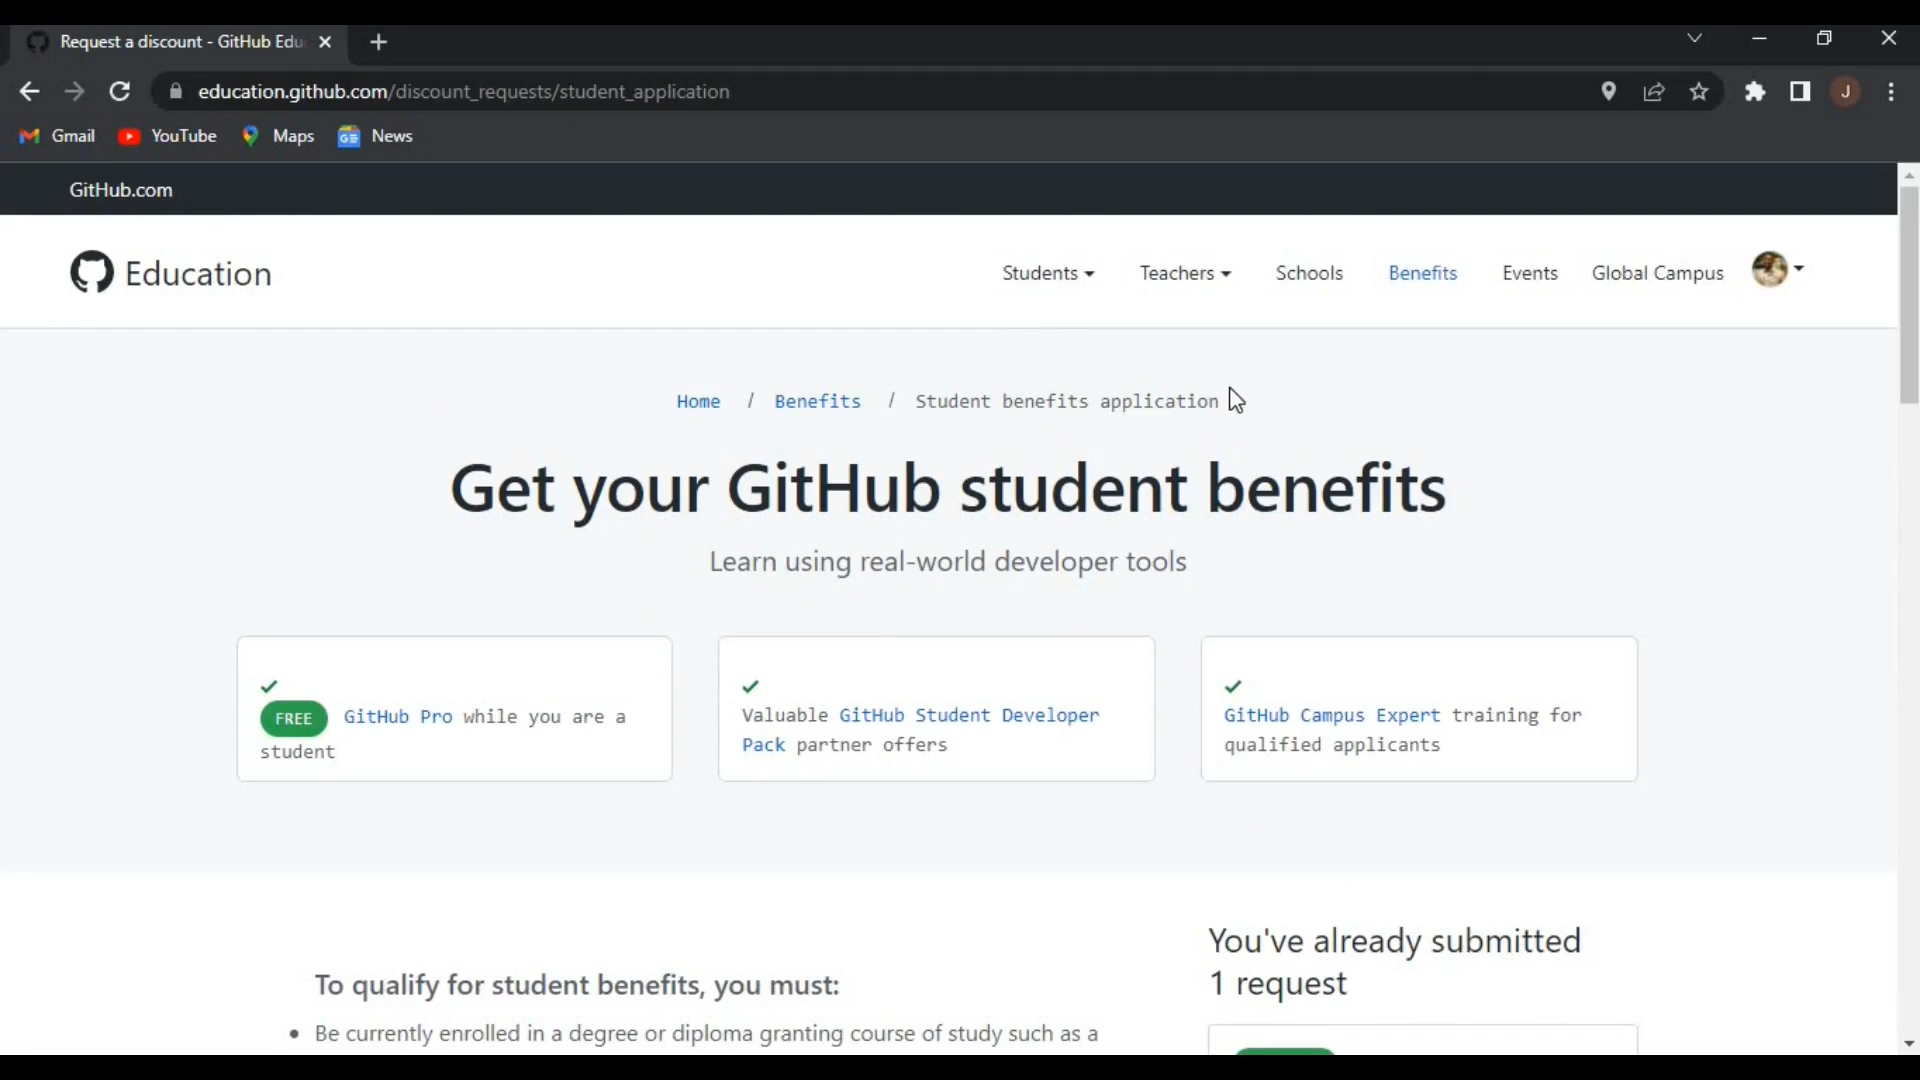 Request a discount - GitHub Edu
education.github.com/discount_requests/student_application
J
Gmail YouTube Maps News
GitHub.com
Education
Students Teachers Schools Benefits Events Global Campus
Home / Benefits / Student benefits application
Get your GitHub student benefits
Learn using real-world developer tools
FREE GitHub Pro while you are a
student
Valuable GitHub Student Developer
Pack partner offers
GitHub Campus Expert training for
qualified applicants
You've already submitted
1 request
To qualify for student benefits, you must:
• Be currently enrolled in a degree or diploma granting course of study such as a